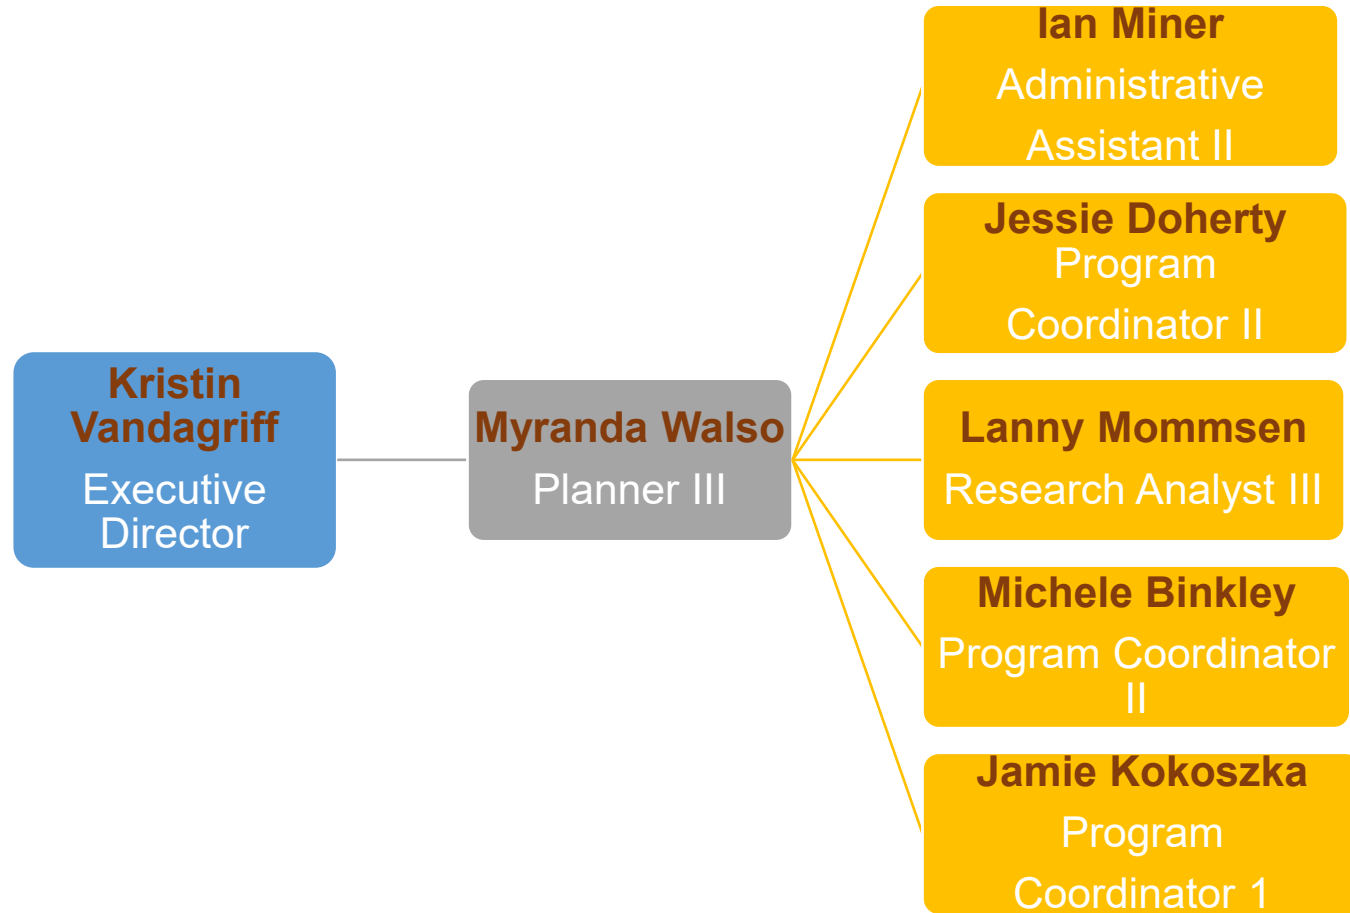 Kristin
Vandagriff
Executive
Director
Myranda Walso
Planner III
Ian Miner
Administrative
Assistant II
Jessie Doherty
Program
Coordinator II
Lanny Mommsen
Research Analyst III
Michele Binkley
Program Coordinator
II
Jamie Kokoszka
Program
Coordinator 1